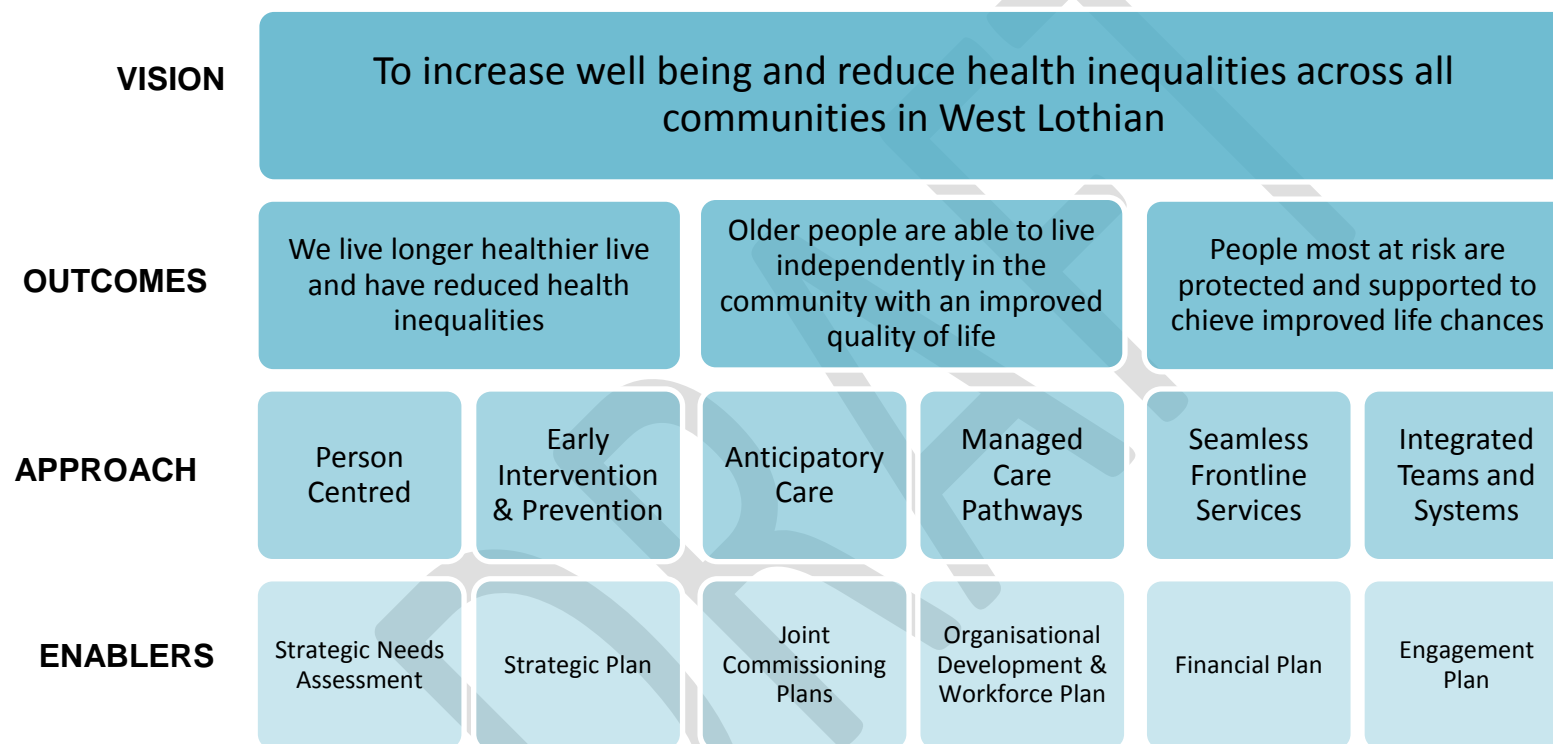 VISION
To increase well being and reduce health inequalities across all
communities in West Lothian
OUTCOMES
We live longer healthier live
and have reduced health
inequalities
Older people are able to live
independently in the
community with an improved
quality of life
People most at risk are
protected and supported to
chieve improved life chances
APPROACH
Person
Centred
Early
Intervention
& Prevention
Anticipatory
Care
Managed
Care
Pathways
Seamless
Frontline
Services
Integrated
Teams and
Systems
ENABLERS
Strategic Needs
Assessment
Strategic Plan
Joint
Commissioning
Plans
Organisational
Development &
Workforce Plan
Financial Plan
Engagement
Plan
DRAFT